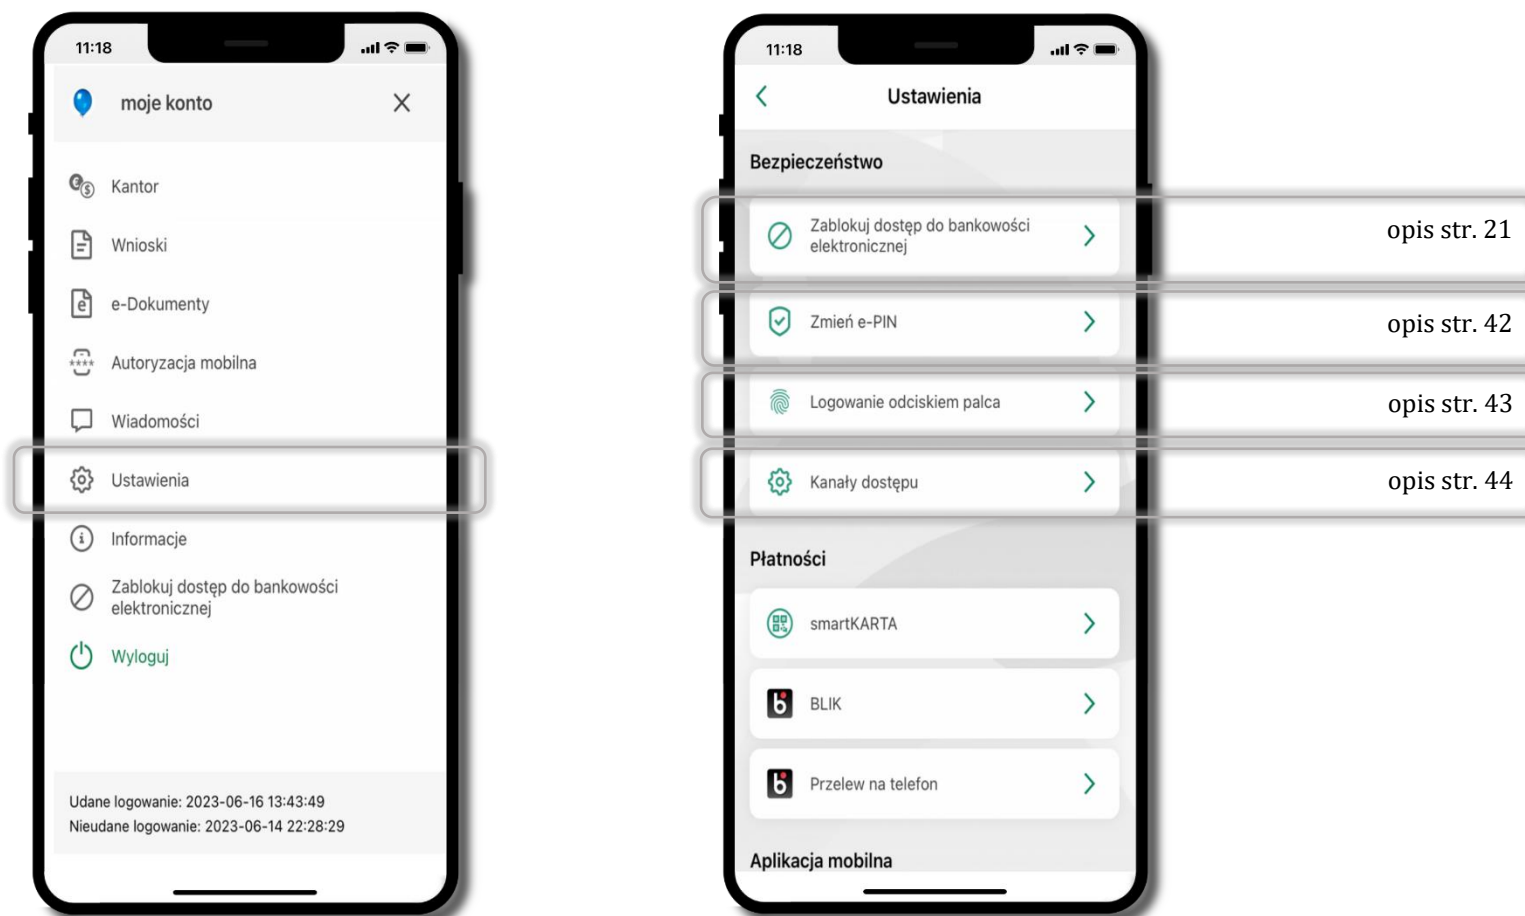 11:18
moje konto
Kantor
Wnioski
e-Dokumenty
Autoryzacja mobilna
Wiadomości
Ustawienia
Informacje
Zablokuj dostęp do bankowości
elektronicznej
Wyloguj
Udane logowanie: 2023-06-16 13:43:49
Nieudane logowanie: 2023-06-14 22:28:29
11:18
Ustawienia
Bezpieczeństwo
Zablokuj dostęp do bankowości
elektronicznej
opis str. 21
Zmień e-PIN
opis str. 42
Logowanie odciskiem palca
opis str. 43
Kanały dostępu
opis str. 44
Płatności
smartKARTA
BLIK
Przelew na telefon
Aplikacja mobilna